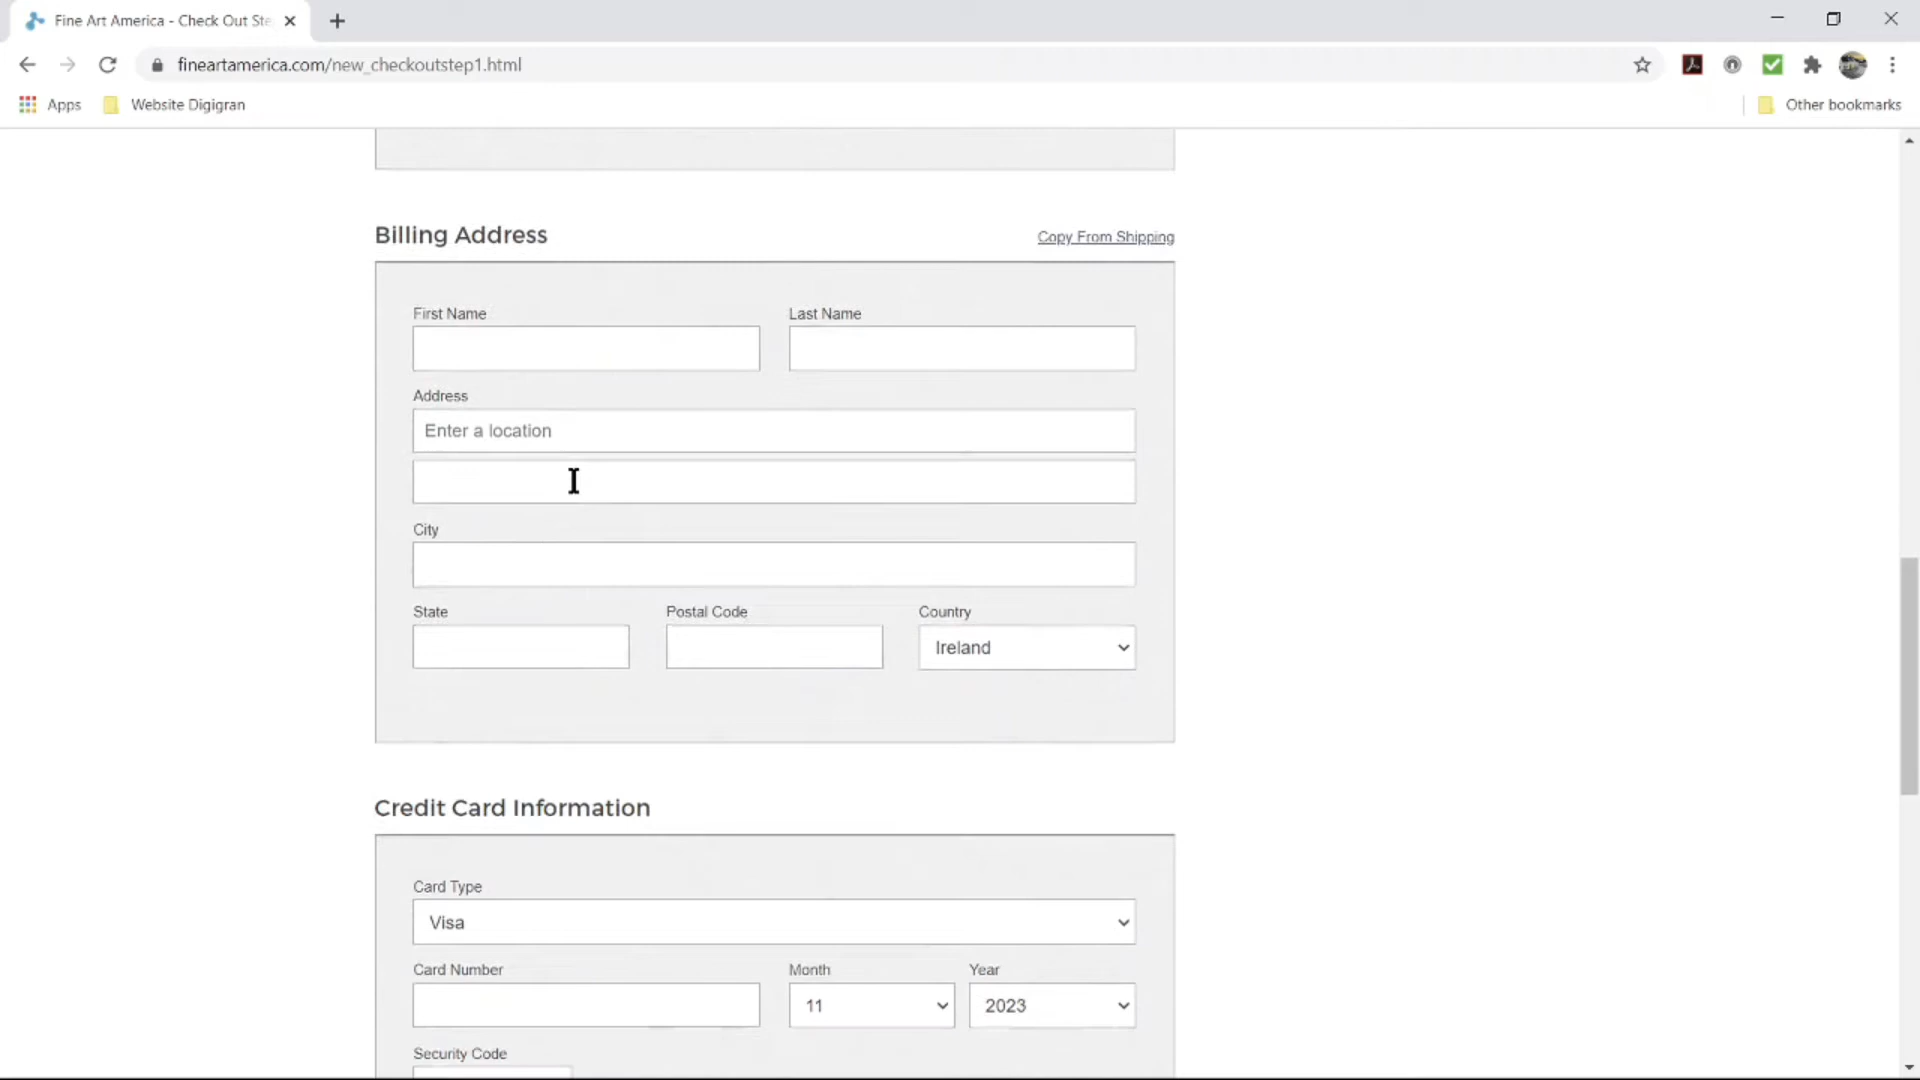 Fine Art America - Check Out Ste
fineartamerica.com/new_checkoutstep1.html
Apps
Website Digigran
Other bookmarks
Billing Address
Copy From Shipping
First Name
Last Name
Address
Enter a location
City
State
Postal Code
Country
Ireland
Credit Card Information
Card Type
Visa
Card Number
Month
Year
11
2023
Security Code